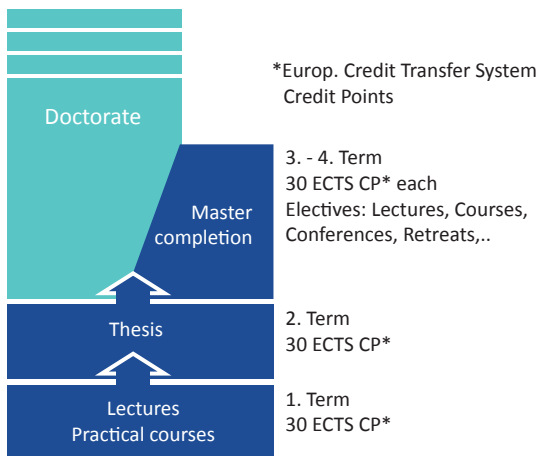 *Europ. Credit Transfer System
Credit Points
Doctorate
3. - 4. Term
30 ECTS CP* each
Electives: Lectures, Courses,
Conferences, Retreats,..
Master
completion
Thesis
2. Term
30 ECTS CP*
Lectures
Practical courses
1. Term
30 ECTS CP*